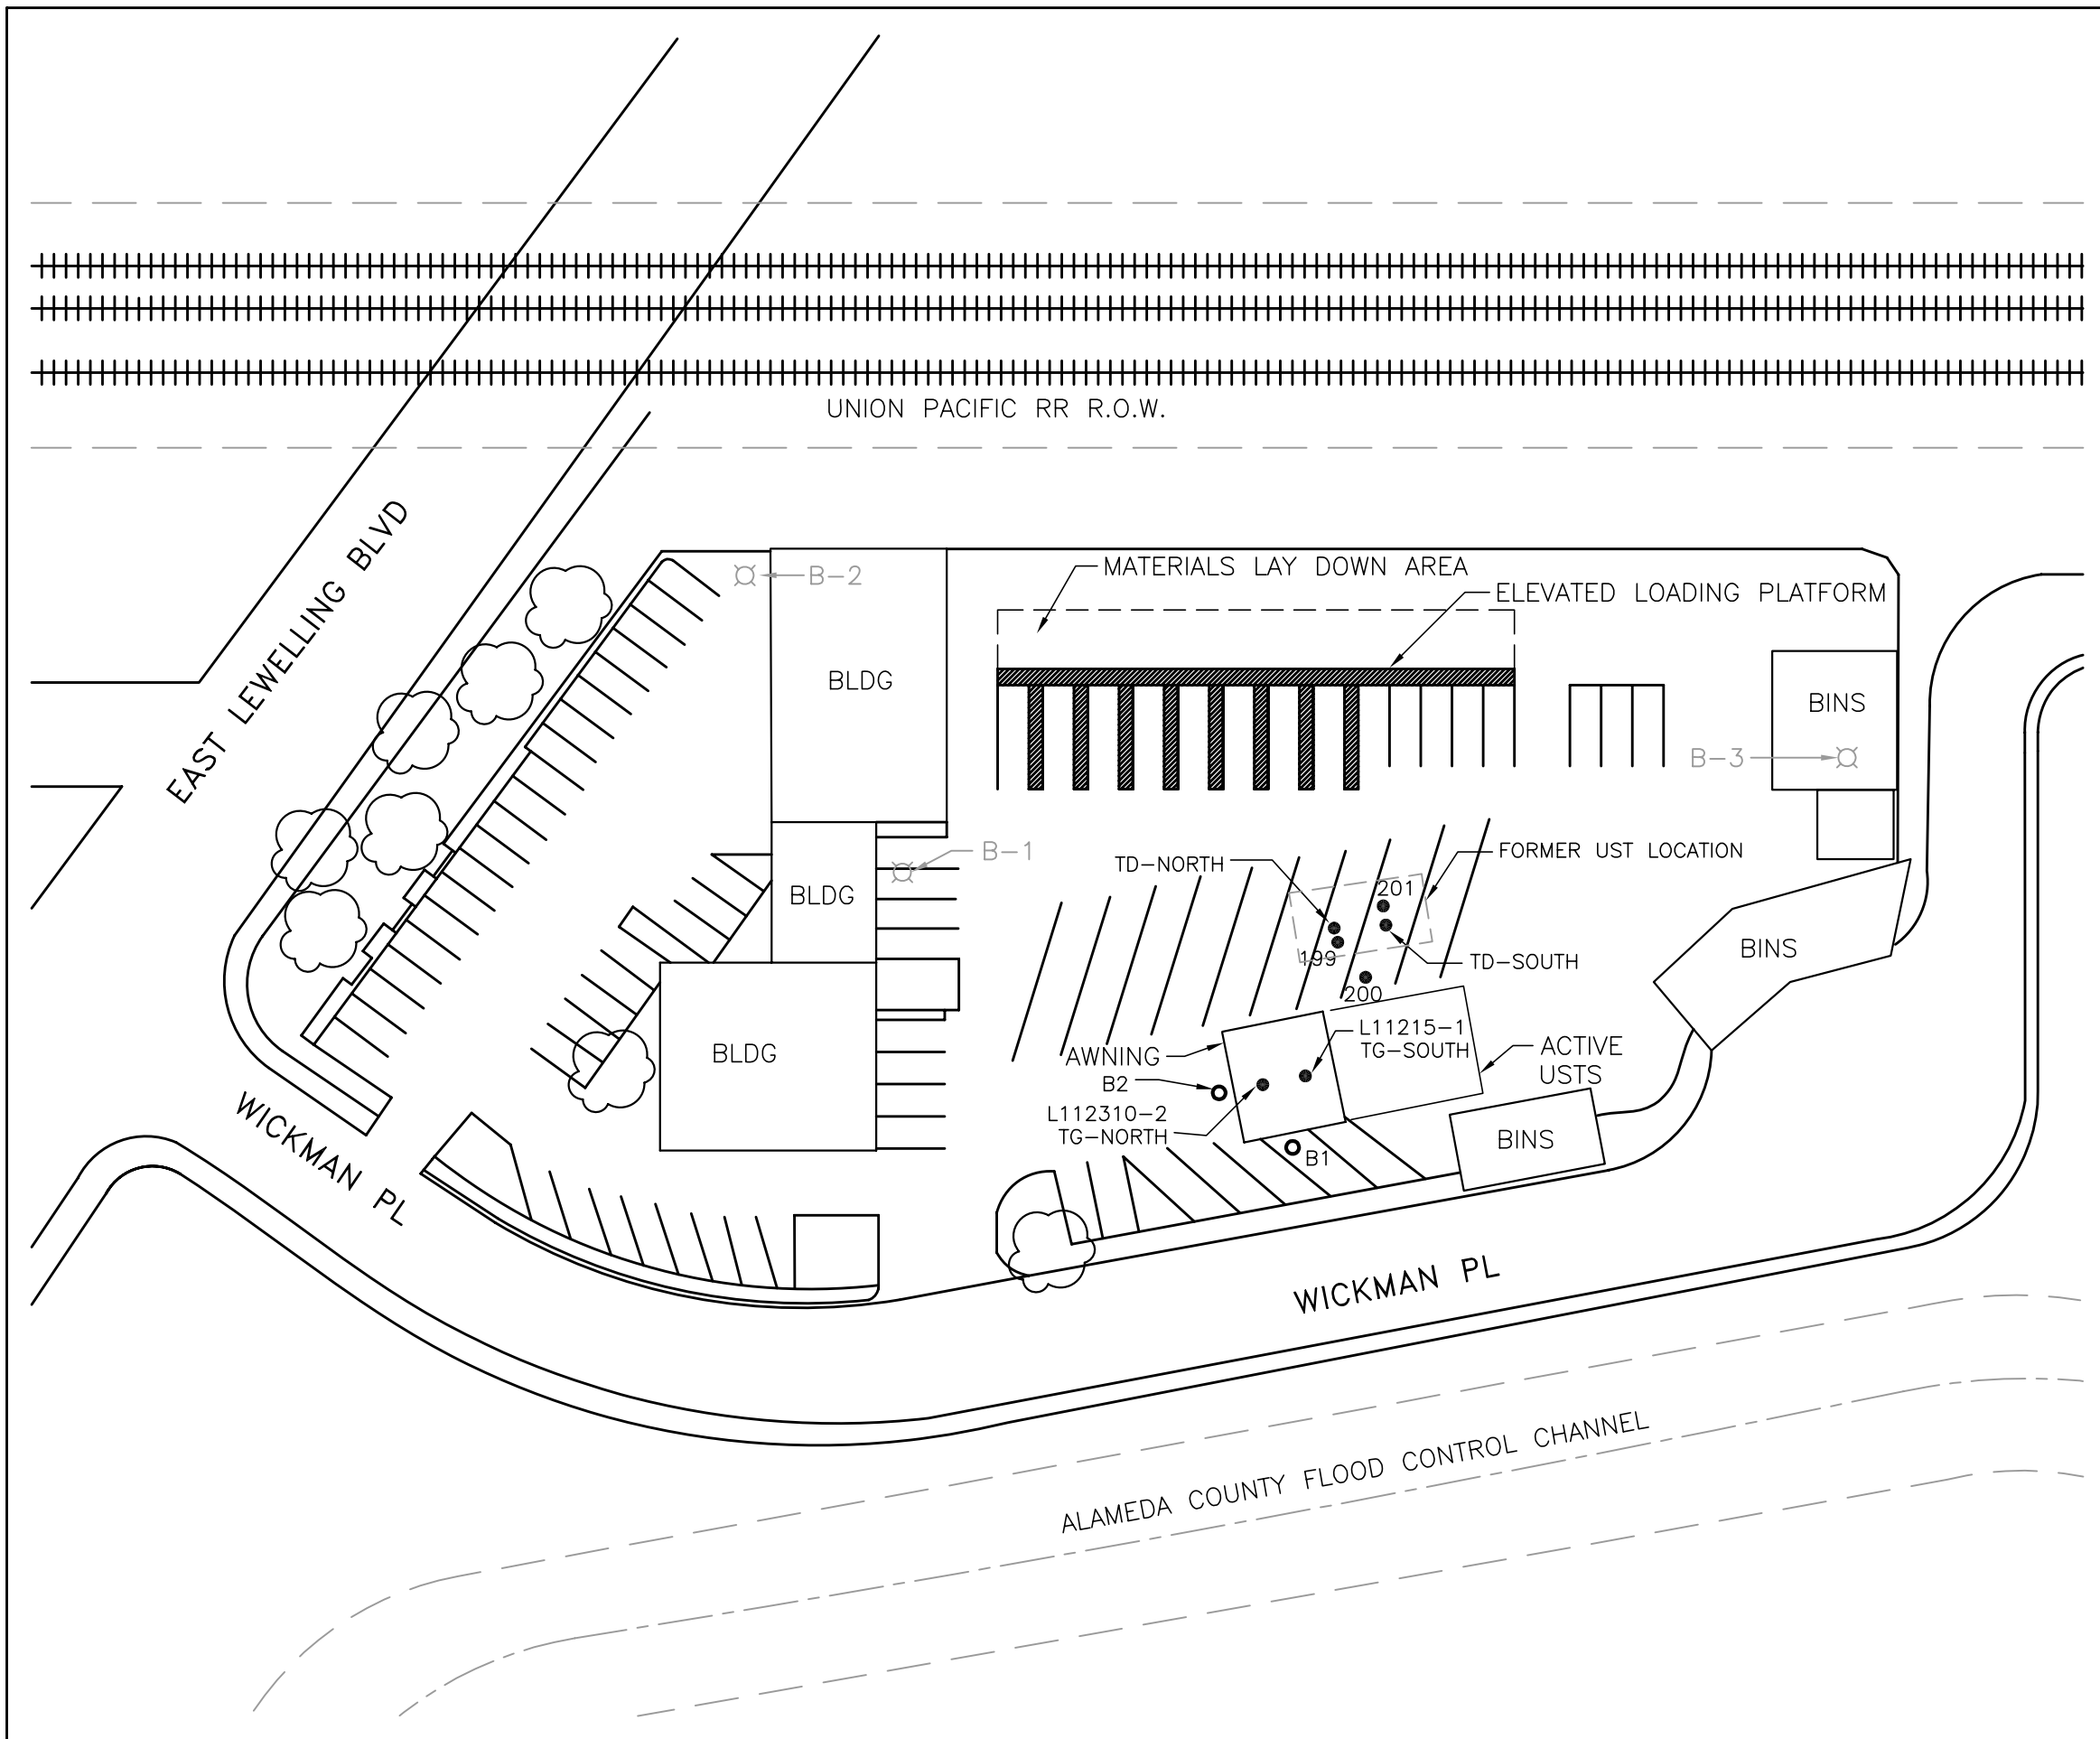 UNION PACIFIC RR R.O.W.
EAST LEWELLING BLVD
B-2
MATERIALS LAY DOWN AREA
ELEVATED LOADING PLATFORM
BLDG
BINS
B-3
B-1
TD-NORTH
FORMER UST LOCATION
201
BLDG
199
TD-SOUTH
BINS
200
L11215-1
TG-SOUTH
BLDG
AWNING
ACTIVE
USTS
B2
L112310-2
TG-NORTH
B1
BINS
WICKMAN PL
WICKMAN PL
ALAMEDA COUNTY FLOOD CONTROL CHANNEL